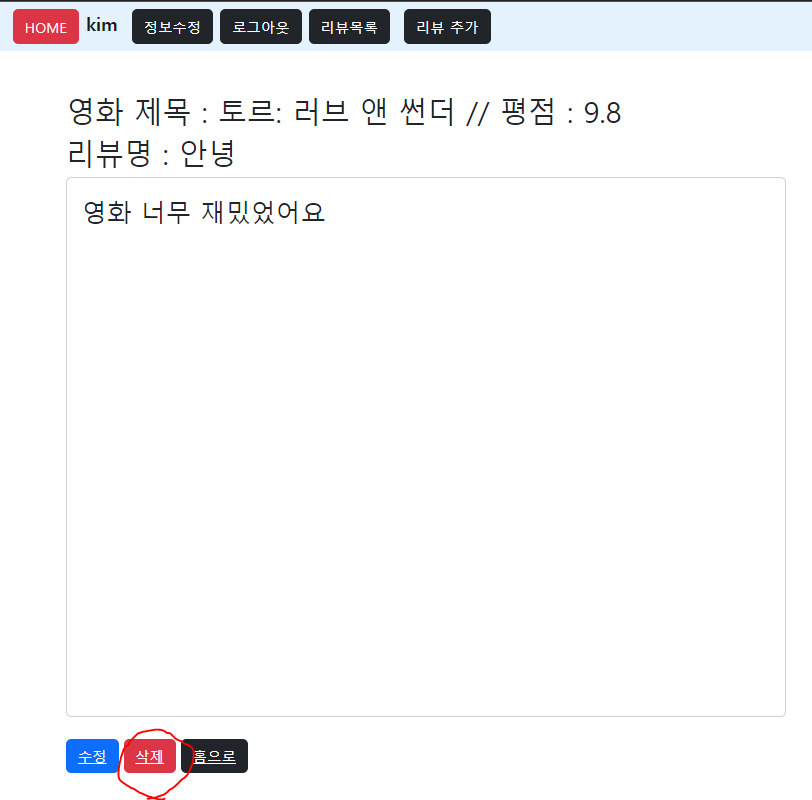 HOME kim 정보수정 로그아웃 리뷰목록 리뷰 추가
영화 제목 : 토르: 러브 앤 썬더 // 평점 : 9.8
리뷰명 : 안녕
영화 너무 재밌었어요
수정 삭제 홈으로